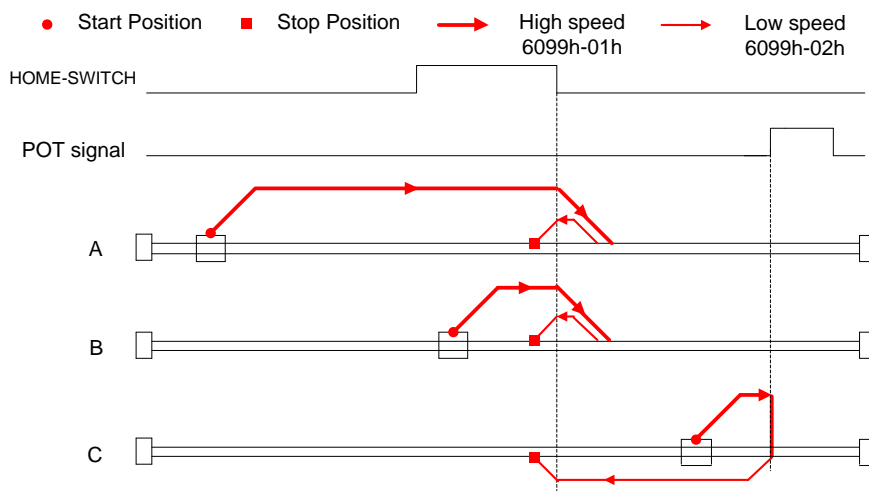 Start Position
Stop Position
High speed
6099h-01h
Low speed
6099h-02h
HOME-SWITCH
POT signal
A
B
C